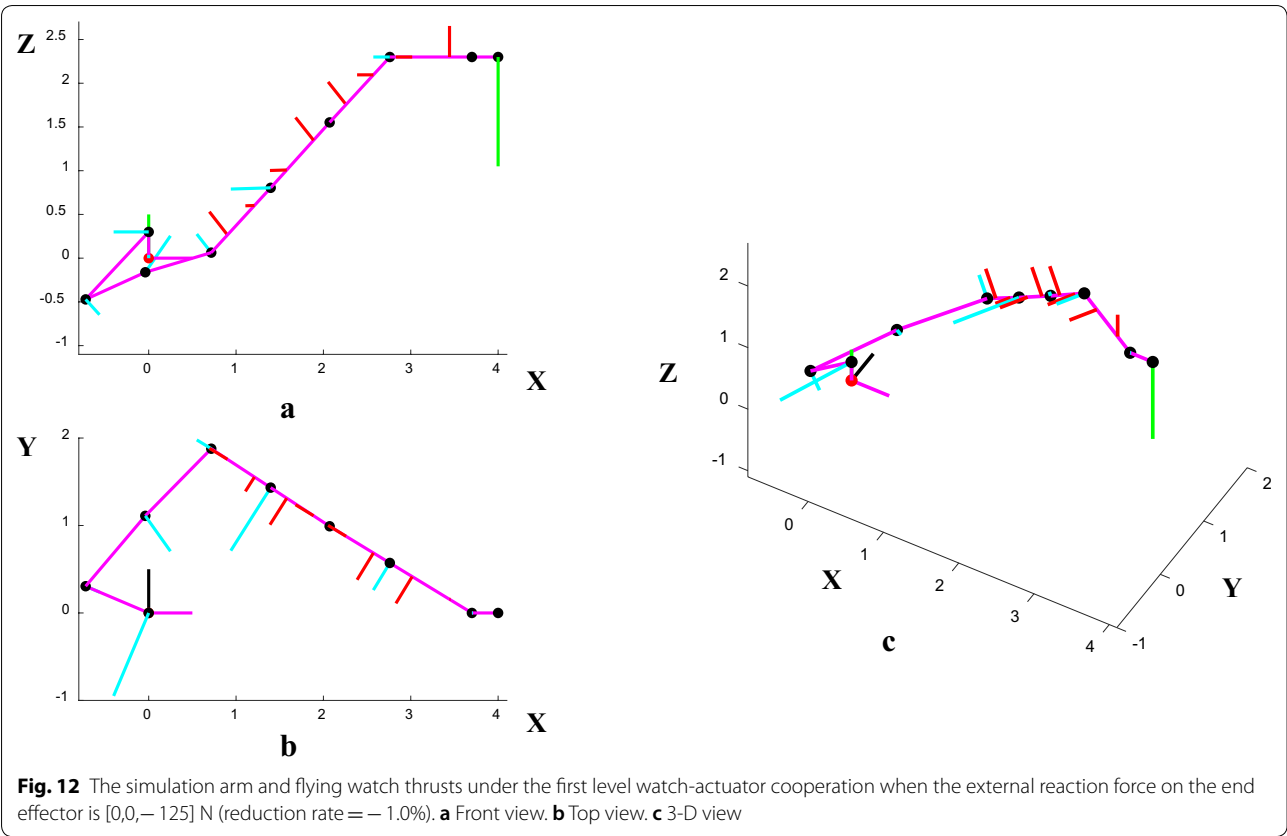 Z
2.5
2
1.5
1
0.5
0
-0.5
-1
0 1 2 3 4
X
a
Y
2
1
0
-1
0 1 2 3 4
X
b
Z
2
1
0
-1
0
1
2
3
4
X
-1
0
1
2
Y
c
Fig. 12 The simulation arm and flying watch thrusts under the first level watch-actuator cooperation when the external reaction force on the end
effector is [0,0,− 125] N (reduction rate = − 1.0%). a Front view. b Top view. c 3-D view